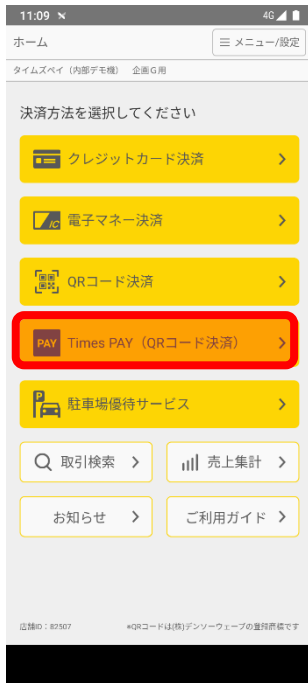 11:09 4G
ホーム
メニュー/設定
タイムズペイ（内部デモ機） 企画G用
決済方法を選択してください
クレジットカード決済
IC 電子マネー決済
QRコード決済
PAY Times PAY（QRコード決済）
P 駐車場優待サービス
取引検索
売上集計
お知らせ
ご利用ガイド
店舗ID：82507
※QRコードは(株)デンソーウェーブの登録商標です